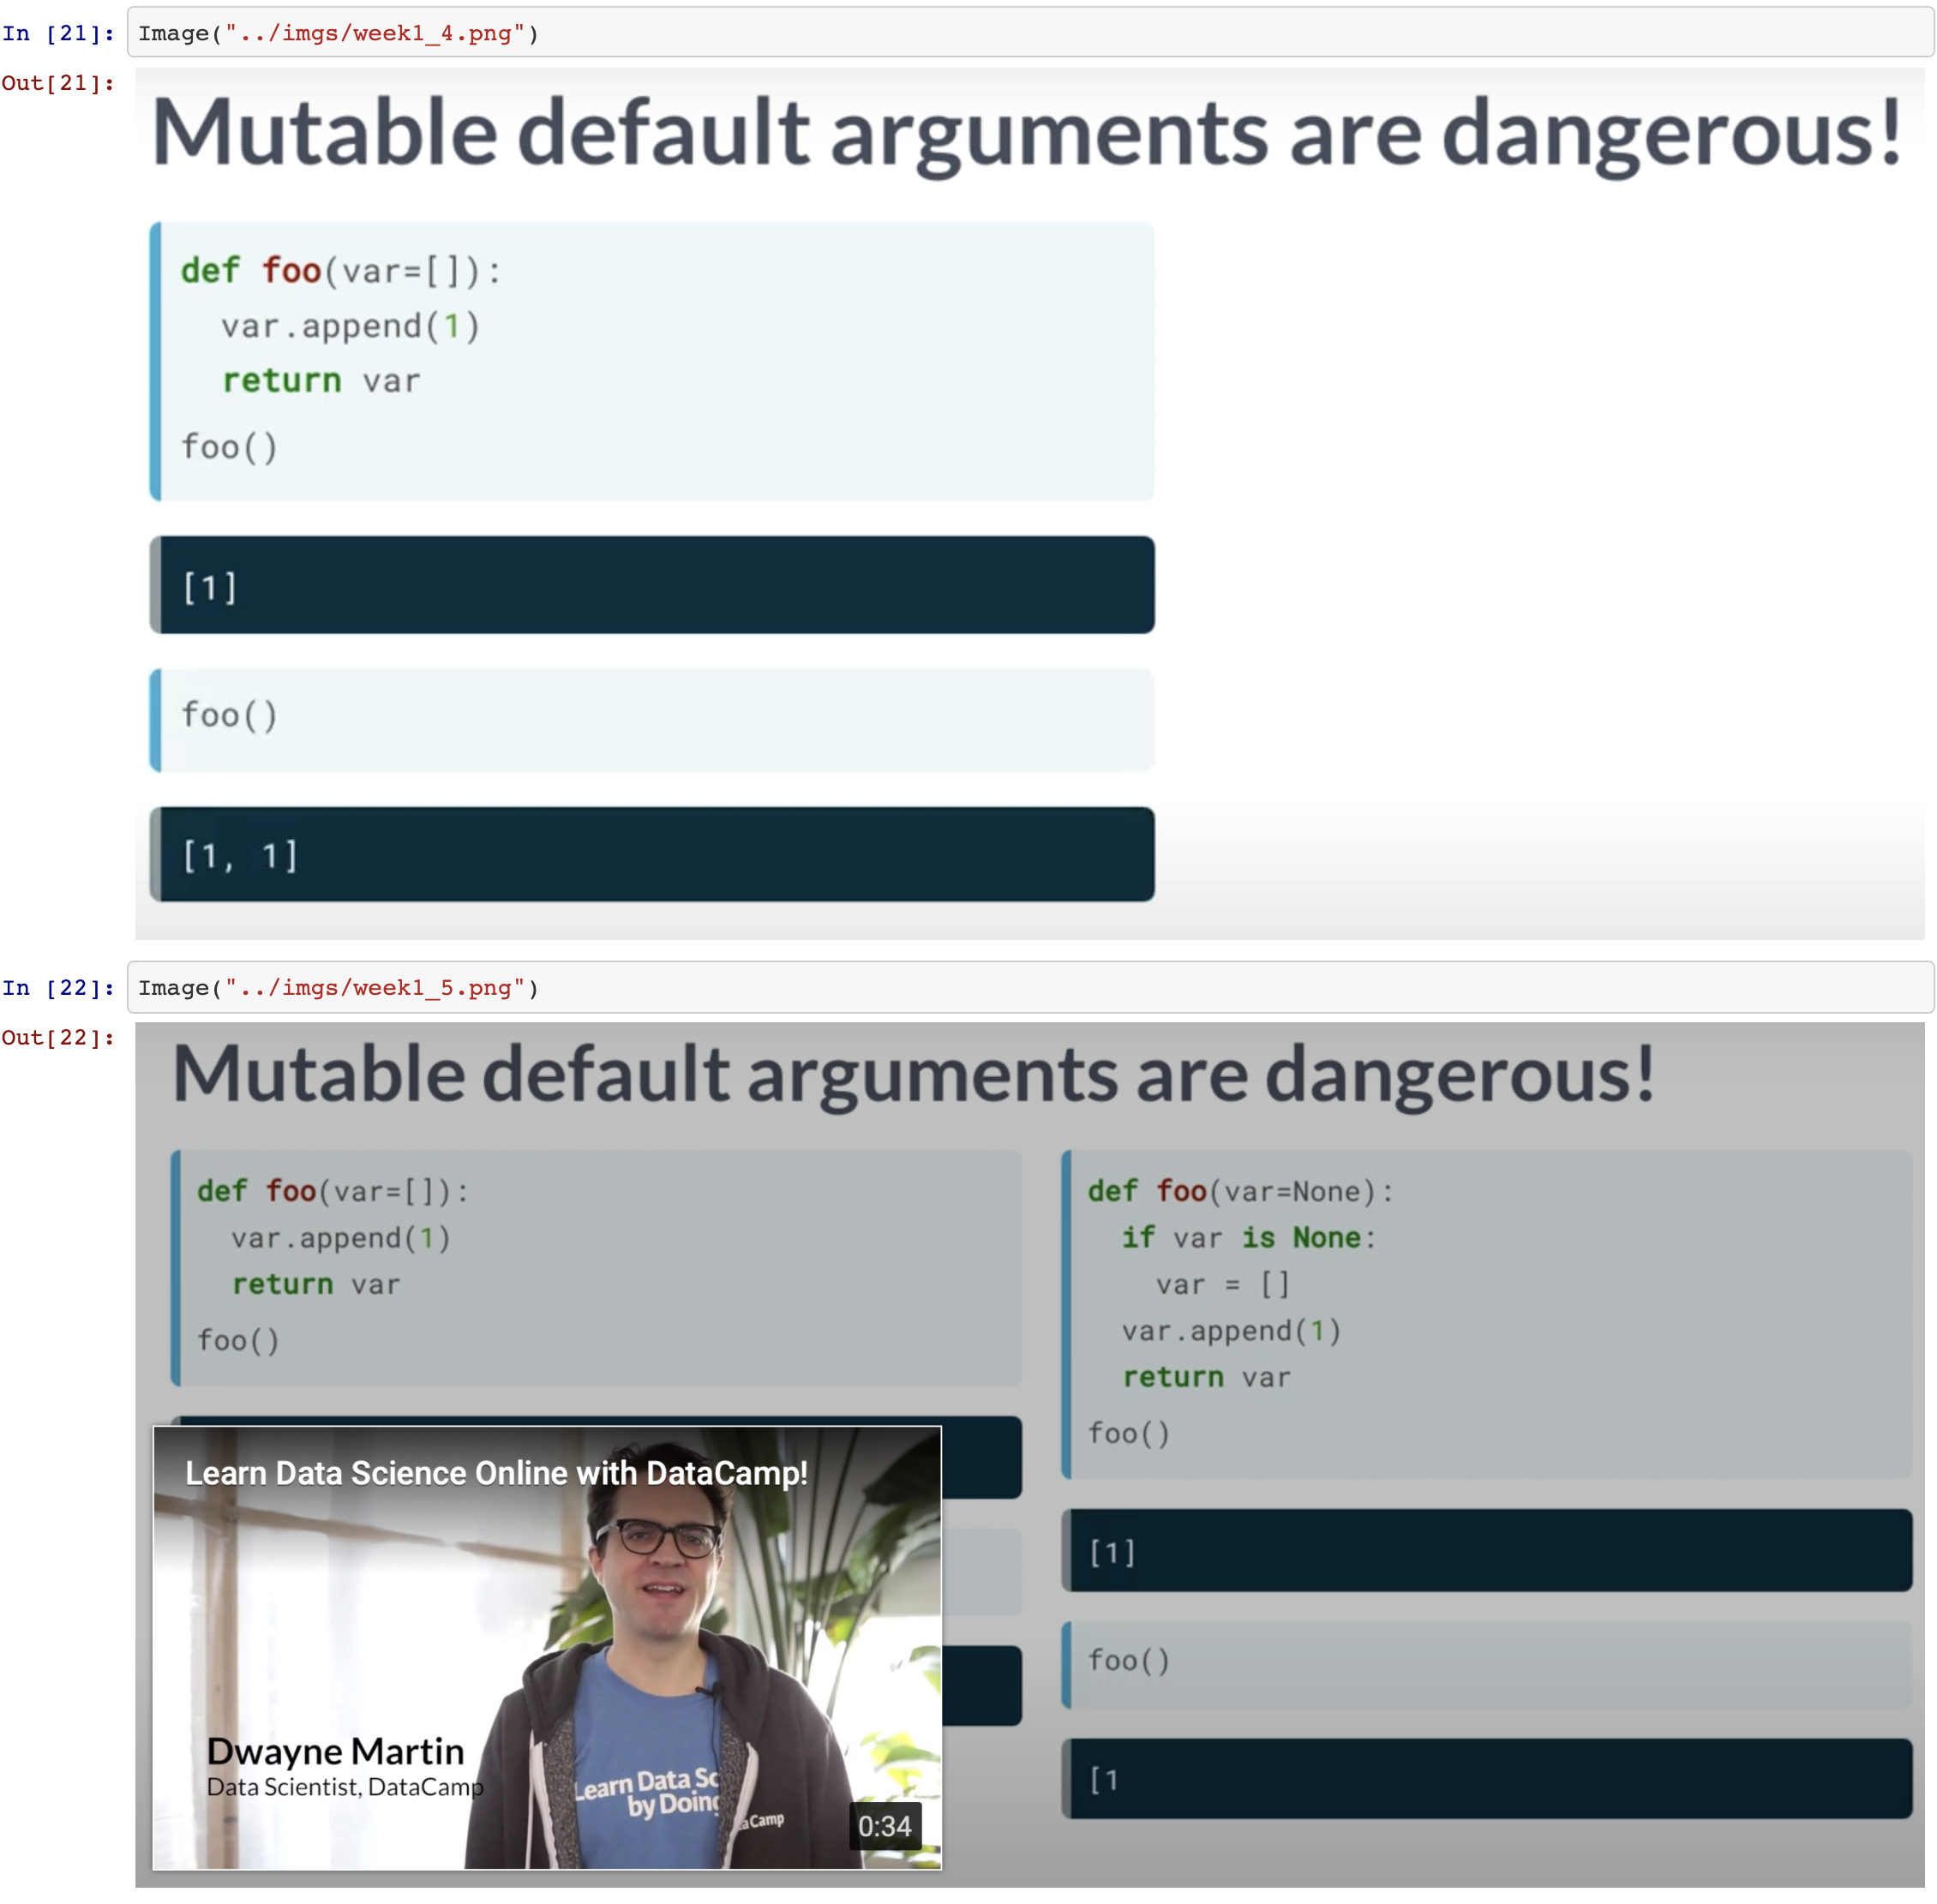 In [21]: Image("../imgs/week1_4.png")
Out[21]:
Mutable default arguments are dangerous!
def foo(var=[]):
  var.append(1)
  return var
foo()
[1]
foo()
[1, 1]
In [22]: Image("../imgs/week1_5.png")
Out[22]:
Mutable default arguments are dangerous!
def foo(var=[]):
  var.append(1)
  return var
foo()
Learn Data Science Online with DataCamp!
Dwayne Martin
Data Scientist, DataCamp
Learn Data Sc
by Doing
aCamp
0:34
def foo(var=None):
  if var is None:
    var = []
  var.append(1)
  return var
foo()
[1]
foo()
[1